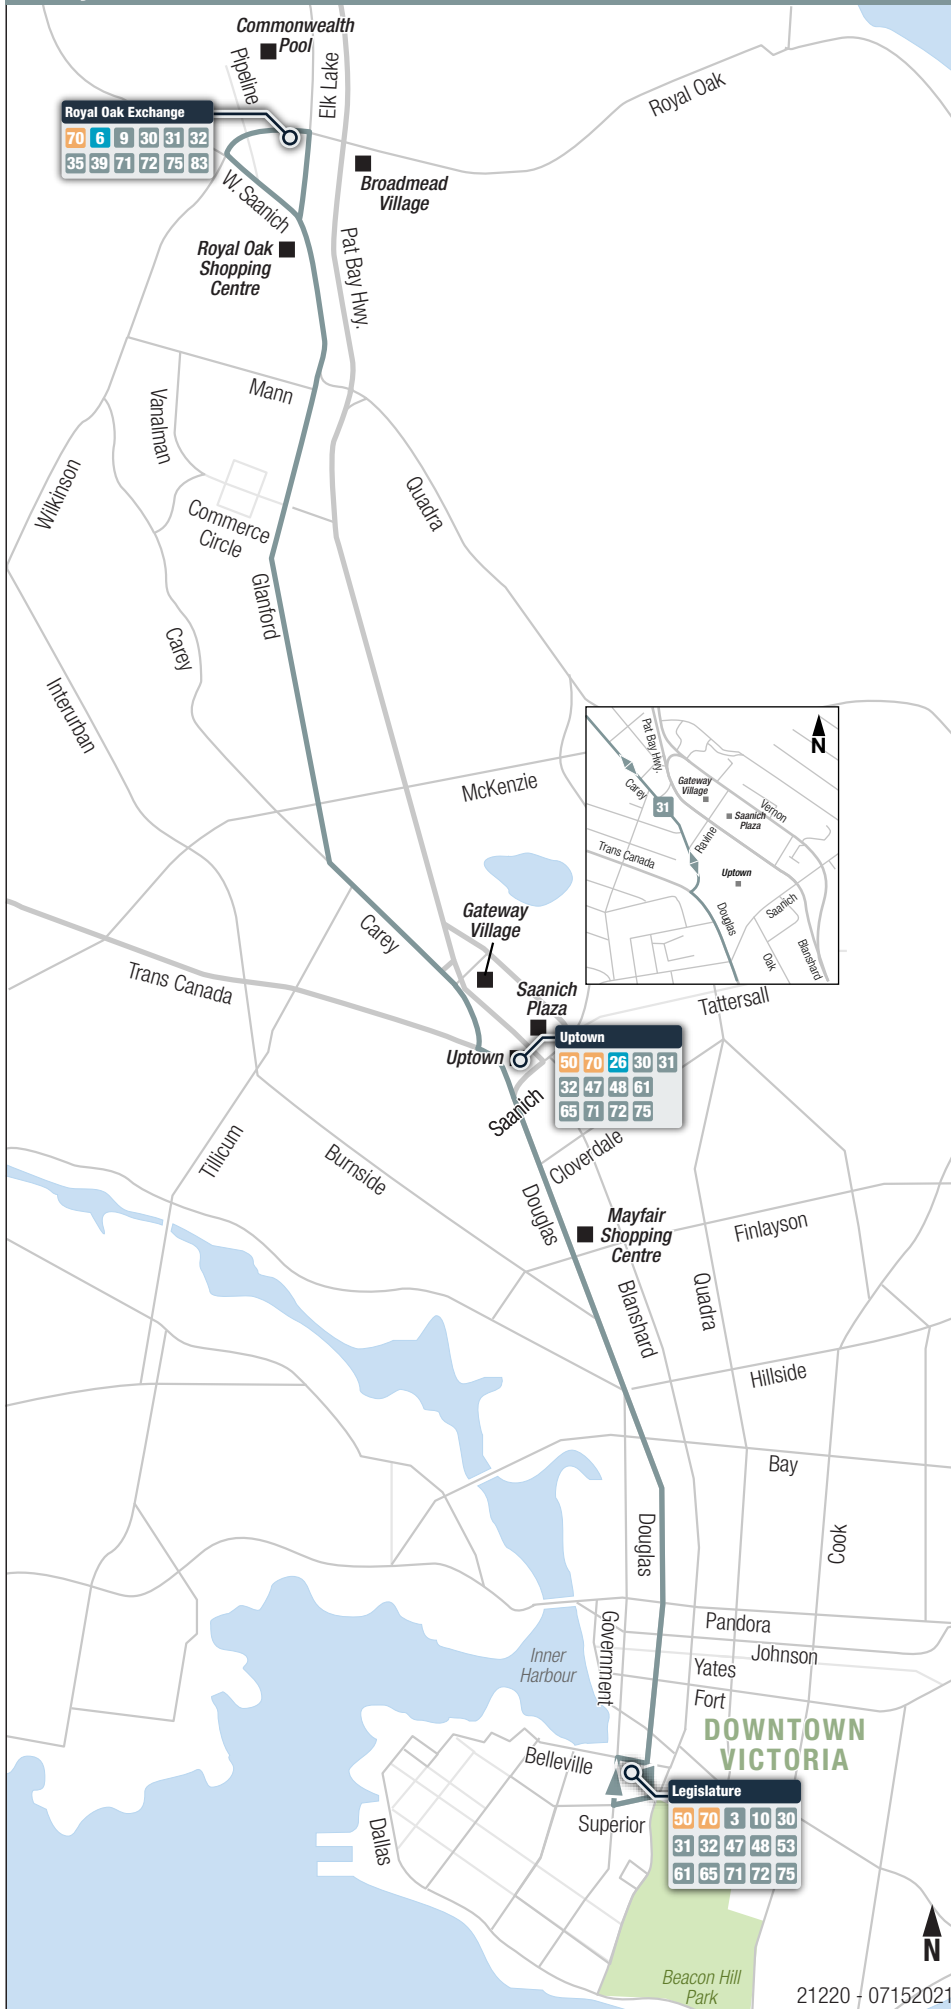 Commonwealth
Pool
Pipeline
Elk Lake
Royal Oak
Royal Oak Exchange
70 6 9 30 31 32
35 39 71 72 75 83
Broadmead
Village
W. Saanich
Royal Oak
Shopping
Centre
Pat Bay Hwy.
Mann
Vanalman
Wilkinson
Quadra
Commerce
Circle
Glanford
Carey
Interurban
McKenzie
N
Pat Bay Hwy.
Gateway
Village
Carey
31
Vernon
Saanich
Plaza
Ravine
Trans Canada
Uptown
Douglas
Saanich
Oak
Blanshard
Gateway
Village
Carey
Trans Canada
Saanich
Plaza
Tattersall
Uptown
Uptown
50 70 26 30 31
32 47 48 61
65 71 72 75
Saanich
Cloverdale
Tillicum
Burnside
Douglas
Mayfair
Shopping
Centre
Finlayson
Blanshard
Quadra
Hillside
Bay
Douglas
Cook
Pandora
Government
Johnson
Inner
Harbour
Yates
Fort
DOWNTOWN
VICTORIA
Belleville
Legislature
50 70 3 10 30
31 32 47 48 53
61 65 71 72 75
Superior
Dallas
N
Beacon Hill
Park
21220 - 07152021